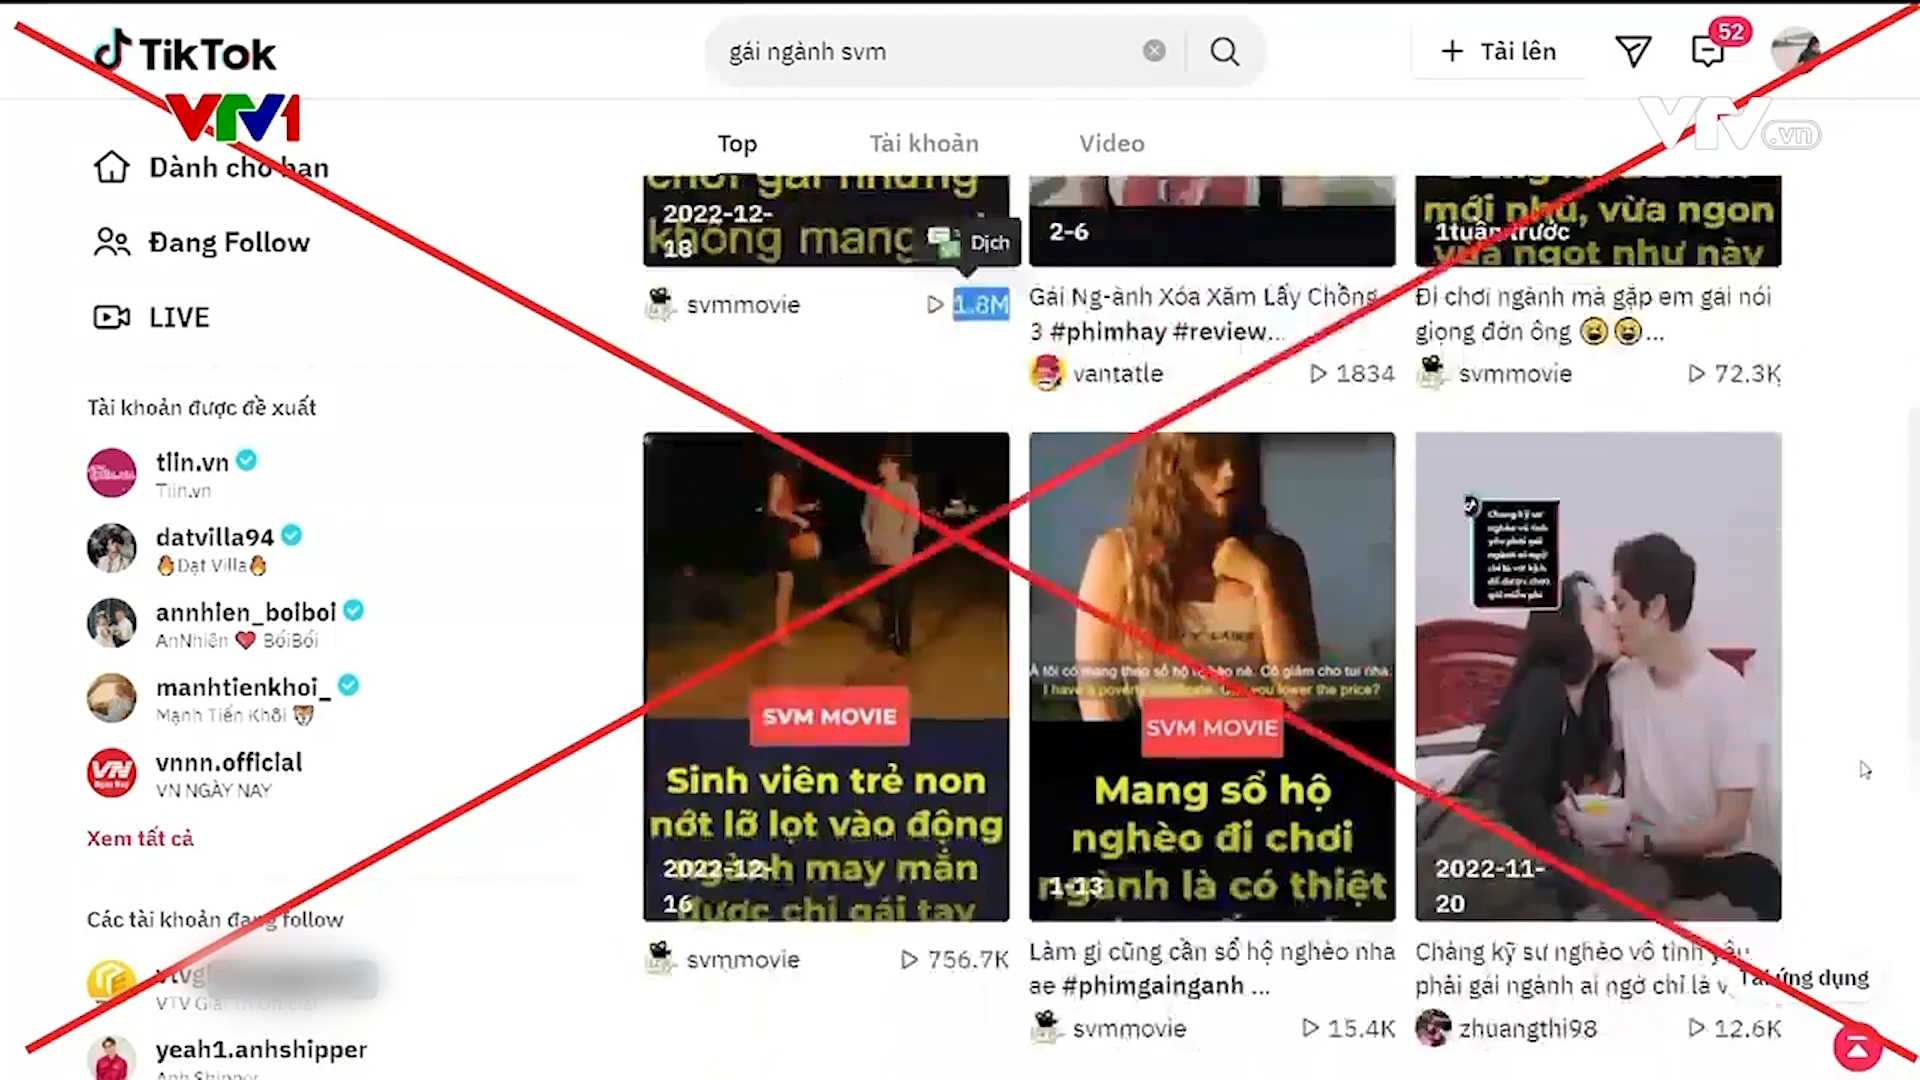 TikTok
gái ngành svm
Tải lên
52
VTV1
VTV.vn
Top
Tài khoản
Video
Dành cho bạn
Đang Follow
LIVE
Tài khoản được đề xuất
tiin.vn
Tiin.vn
datvilla94
Đạt Villa
annhien_boiboi
AnNhiên BốiBối
manhtienkhoi_
Mạnh Tiến Khôi
vnnn.official
VN NGÀY NAY
Xem tất cả
Các tài khoản đang follow
VTV Giải Trí Official
yeah1.anhshipper
Anh Shipper
chơi gái nhưng
không mang
2022-12-
18
Dịch
svmmovie
1.8M
2-6
Gái Ng-ành Xóa Xăm Lấy Chồng
3 #phimhay #review...
vantatle
1834
mới nhú, vừa ngon
1tuần trước
vừa ngọt như này
Đi chơi ngành mà gặp em gái nói
giọng đờn ông ...
svmmovie
72.3K
SVM MOVIE
Sinh viên trẻ non
nớt lỡ lọt vào động
ngành may mắn
2022-12-
16
được chị gái tay
svmmovie
756.7K
À tôi có mang theo sổ hộ nghèo nè. Có giảm cho tui nha.
I have a poverty certificate. Can you lower the price?
SVM MOVIE
Mang sổ hộ
nghèo đi chơi
ngành là có thiệt
1-13
Làm gì cũng cần sổ hộ nghèo nha
ae #phimgainganh ...
svmmovie
15.4K
2022-11-
20
Chàng kỹ sư nghèo vô tình yêu
phải gái ngành ai ngờ chỉ là v
zhuangthi98
12.6K
Tải ứng dụng